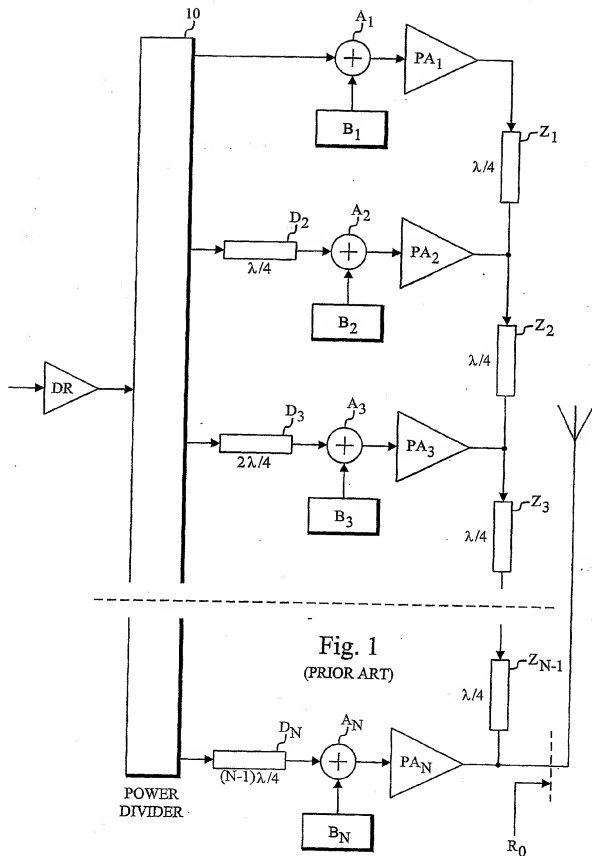 10
A1
PA1
B1
Z1
λ/4
D2
λ/4
A2
PA2
B2
Z2
λ/4
DR
D3
2λ/4
A3
PA3
B3
Z3
λ/4
Fig. 1
(PRIOR ART)
ZN-1
λ/4
DN
(N-1)λ/4
AN
PAN
BN
POWER
DIVIDER
R0